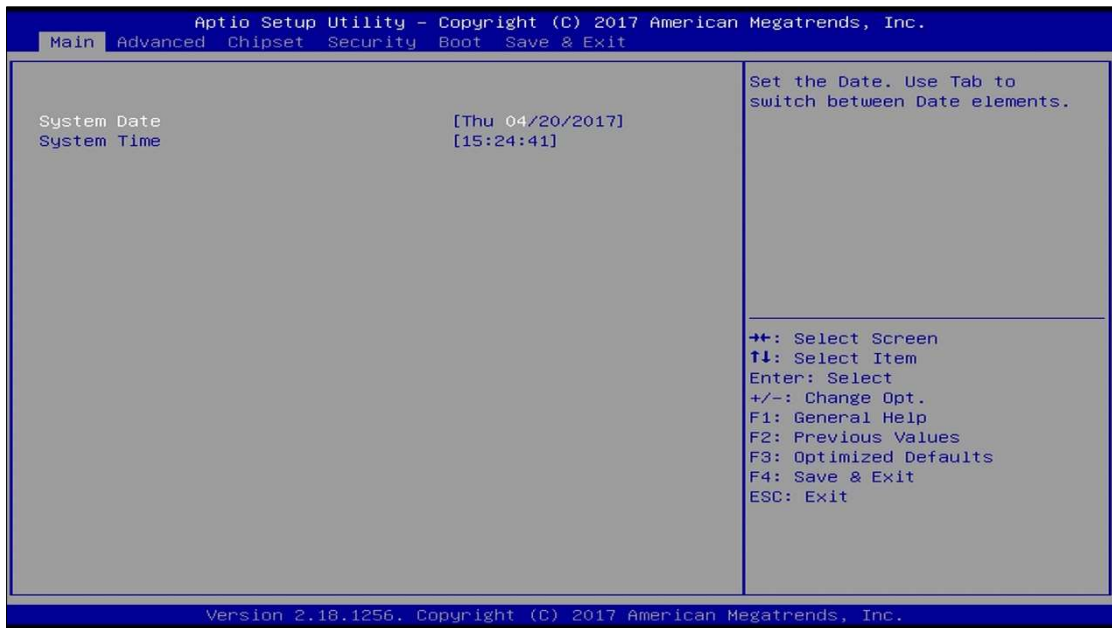 Aptio Setup Utility – Copyright (C) 2017 American Megatrends, Inc.
Main Advanced Chipset Security Boot Save & Exit
System Date [Thu 04/20/2017]
System Time [15:24:41]
Set the Date. Use Tab to
switch between Date elements.
→←: Select Screen
↑↓: Select Item
Enter: Select
+/-: Change Opt.
F1: General Help
F2: Previous Values
F3: Optimized Defaults
F4: Save & Exit
ESC: Exit
Version 2.18.1256. Copyright (C) 2017 American Megatrends, Inc.